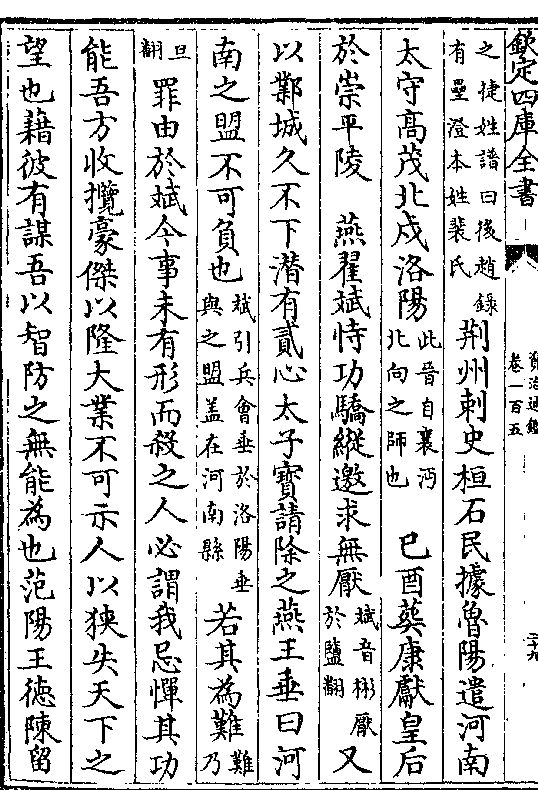 欽定四庫全書
資治通鑑
卷一百五
二十九
之徒姓譜曰後趙錄
有壘澄本姓裴氏
荆州刺史桓石民據魯陽遣河南
太守高茂北戍洛陽
此晉自襄沔
北向之師也
已酉葬康獻皇后
於崇平陵 燕翟斌恃功驕縱邀求無厭
斌音彬厭
於鹽翻
又
以鄴城久不下潛有貳心太子寶請除之燕王垂曰河
南之盟不可負也
斌引兵會垂於洛陽垂
與之盟盖在河南縣
若其為難
難乃
旦翻
罪由於斌今事未有形而殺之人必謂我忌憚其功
能吾方收攬豪傑以隆大業不可示人以狹失天下之
望也藉彼有謀吾以智防之無能為也范陽王德陳留